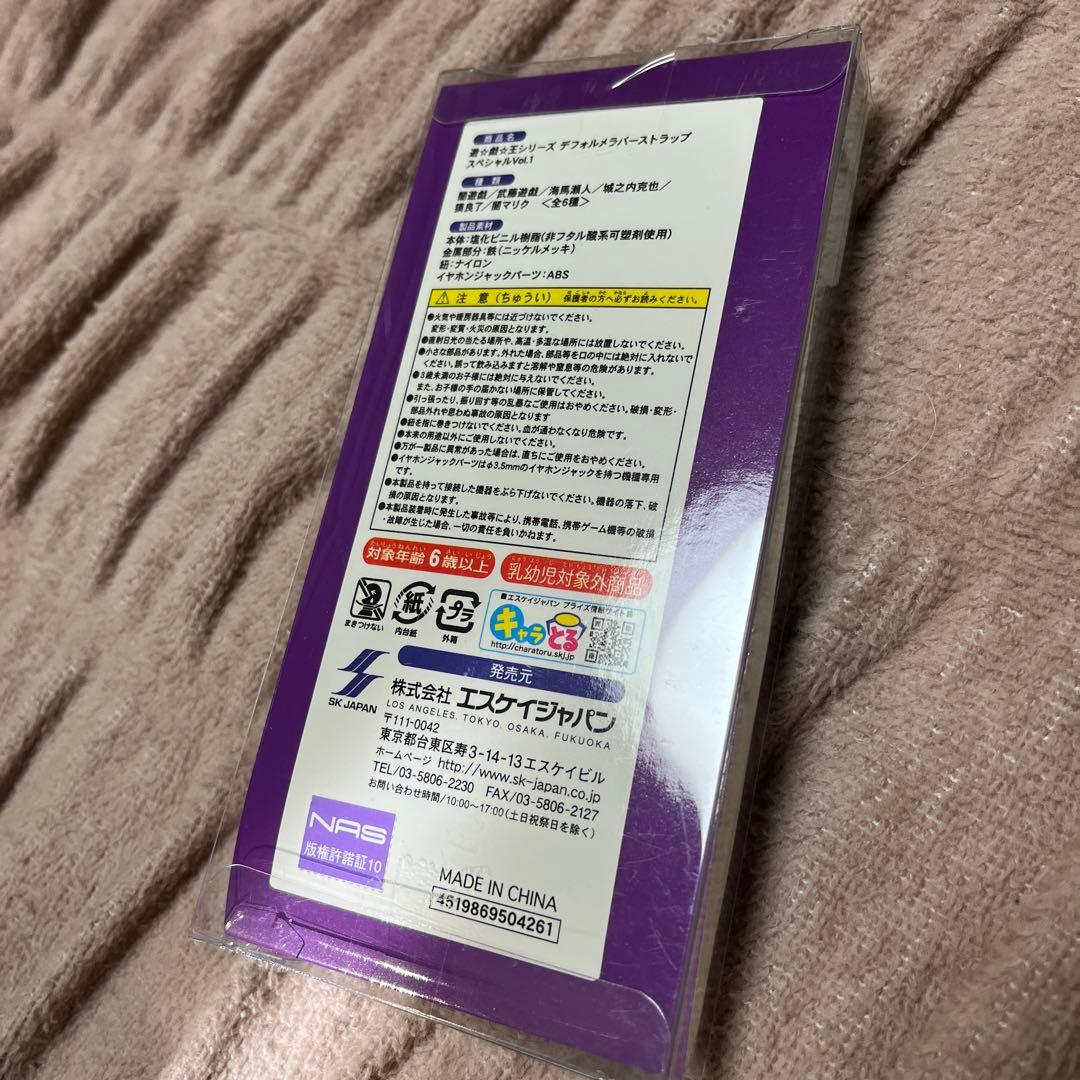 商品名
遊☆戯☆王シリーズ デフォルメラバーストラップ
スペシャルVol.1
種類
闇遊戯／武藤遊戯／海馬瀬人／城之内克也／
獏良了／闇マリク ＜全6種＞
製品素材
本体：塩化ビニル樹脂(非フタル酸系可塑剤使用)
金属部分：鉄(ニッケルメッキ)
紐：ナイロン
イヤホンジャックパーツ：ABS
注意（ちゅうい） 保護者の方へ必ずお読みください。
●火気や暖房器具等には近づけないでください。
変形・変質・火災の原因となります。
●直射日光の当たる場所や、高温・多湿な場所には放置しないでください。
●小さな部品があります。外れた場合、部品等を口の中には絶対に入れないで
ください。誤って飲み込みますと溶解や窒息等の危険があります。
●3歳未満のお子様には絶対に与えないでください。
また、お子様の手の届かない場所に保管してください。
●引っ張ったり、振り回す等の乱暴なご使用はおやめください。破損・変形・
部品外れや思わぬ事故の原因となります
●紐を指に巻きつけないでください。血が通わなくなり危険です。
●本来の用途以外にご使用しないでください。
●万が一製品に異常があった場合は、直ちにご使用をおやめください。
●イヤホンジャックパーツはφ3.5mmのイヤホンジャックを持つ機種専用
です。
●本製品を持って接続した機器をぶら下げないでください。機器の落下、破
損の原因となります。
●本製品装着時に発生した事故等により、携帯電話、携帯ゲーム機等の破損
・故障が生じた場合、一切の責任を負いかねます。
対象年齢6歳以上
乳幼児対象外商品
まきつけない
紙
内台紙
プラ
外箱
■エスケイジャパン プライズ情報サイト■
キャラとる
http://charatoru.skj.jp
発売元
SK JAPAN
株式会社 エスケイジャパン
LOS ANGELES, TOKYO, OSAKA, FUKUOKA
〒111-0042
東京都台東区寿3-14-13エスケイビル
ホームページ http://www.sk-japan.co.jp
TEL/03-5806-2230 FAX/03-5806-2127
お問い合わせ時間/10:00〜17:00(土日祝祭日を除く)
NAS
版権許諾証10
MADE IN CHINA
4519869504261